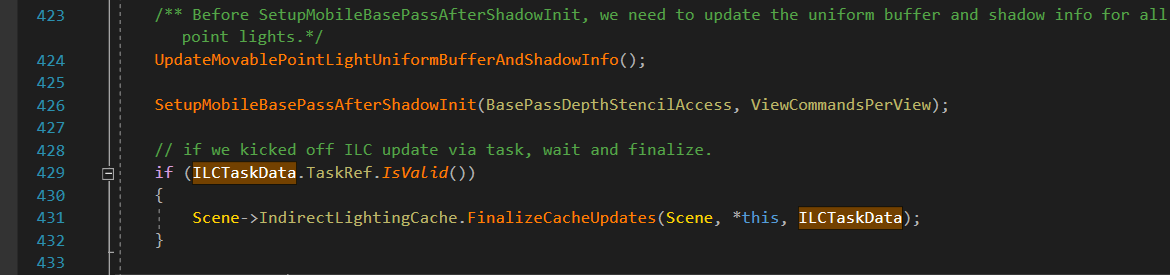 423 /** Before SetupMobileBasePassAfterShadowInit, we need to update the uniform buffer and shadow info for all
point lights.*/
424 UpdateMovablePointLightUniformBufferAndShadowInfo();
425
426 SetupMobileBasePassAfterShadowInit(BasePassDepthStencilAccess, ViewCommandsPerView);
427
428 // if we kicked off ILC update via task, wait and finalize.
429 if (ILCTaskData.TaskRef.IsValid())
430 {
431 Scene->IndirectLightingCache.FinalizeCacheUpdates(Scene, *this, ILCTaskData);
432 }
433